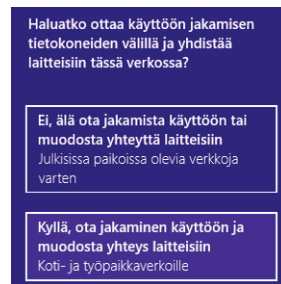 Haluatko ottaa käyttöön jakamisen
tietokoneiden välillä ja yhdistää
laitteisiin tässä verkossa?
Ei, älä ota jakamista käyttöön tai
muodosta yhteyttä laitteisiin
Julkisissa paikoissa olevia verkkoja
varten
Kyllä, ota jakaminen käyttöön ja
muodosta yhteys laitteisiin
Koti- ja työpaikkaverkoille